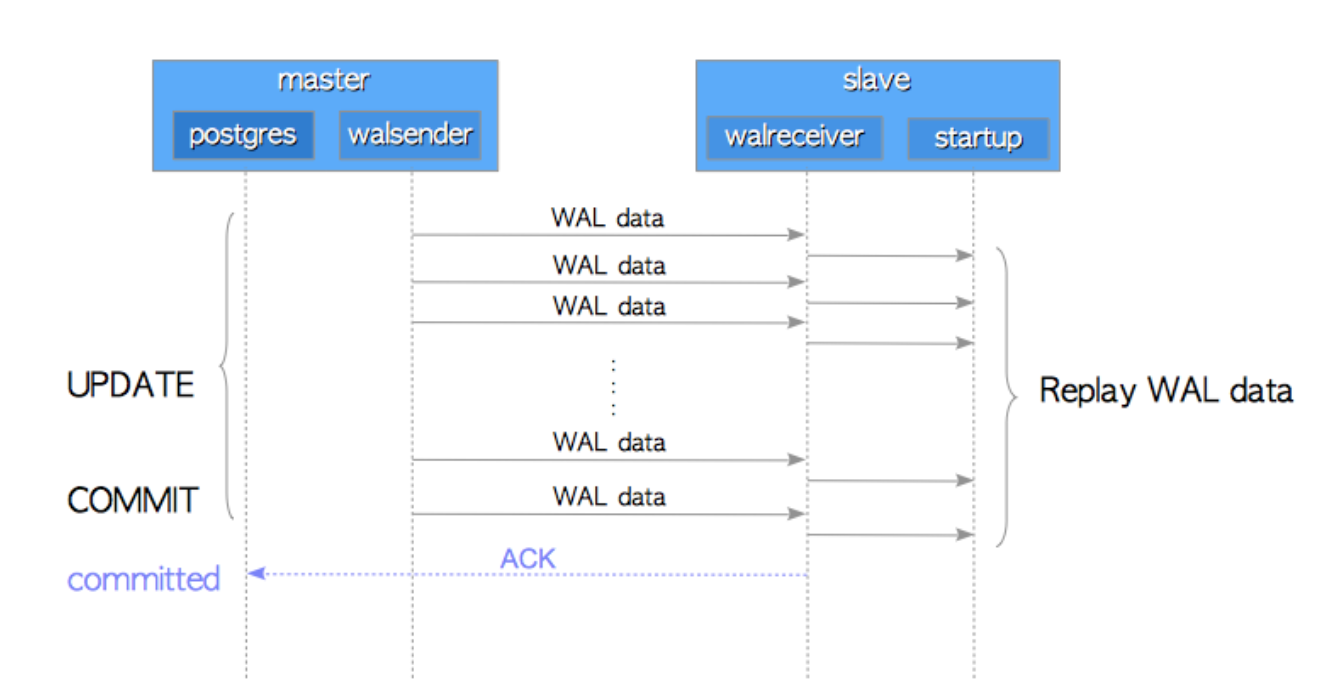 master
slave
postgres
walsender
walreceiver
startup
WAL data
WAL data
WAL data
UPDATE
Replay WAL data
WAL data
COMMIT
WAL data
ACK
committed